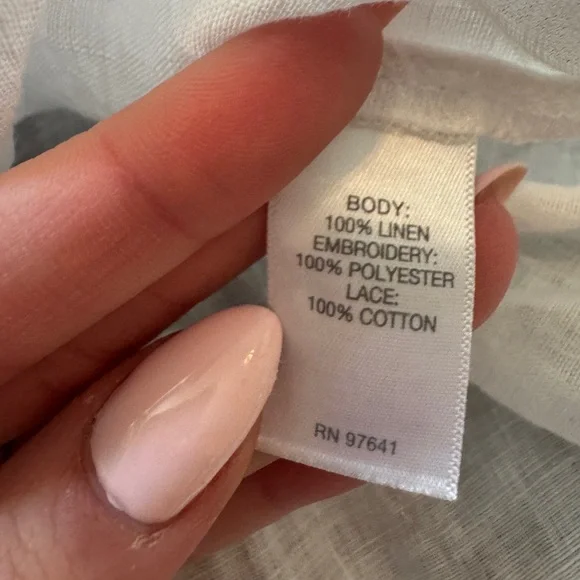 BODY:
100% LINEN
EMBROIDERY:
100% POLYESTER
LACE:
100% COTTON
RN 97641